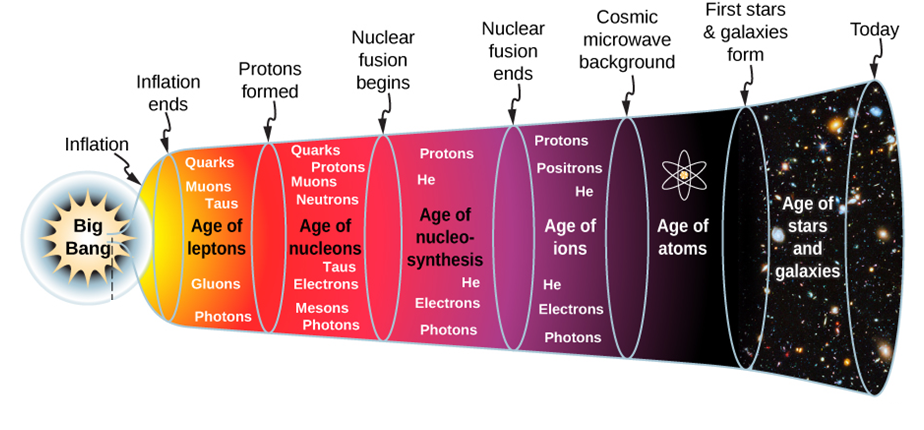 Big
Bang
Inflation
Inflation
ends
Protons
formed
Nuclear
fusion
begins
Nuclear
fusion
ends
Cosmic
microwave
background
First stars
& galaxies
form
Today
Quarks
Muons
Taus
Age of
leptons
Gluons
Photons
Quarks
Protons
Muons
Neutrons
Age of
nucleons
Taus
Electrons
Mesons
Photons
Protons
He
Age of
nucleo-
synthesis
He
Electrons
Photons
Protons
Positrons
He
Age of
ions
He
Electrons
Photons
Age of
atoms
Age of
stars
and
galaxies